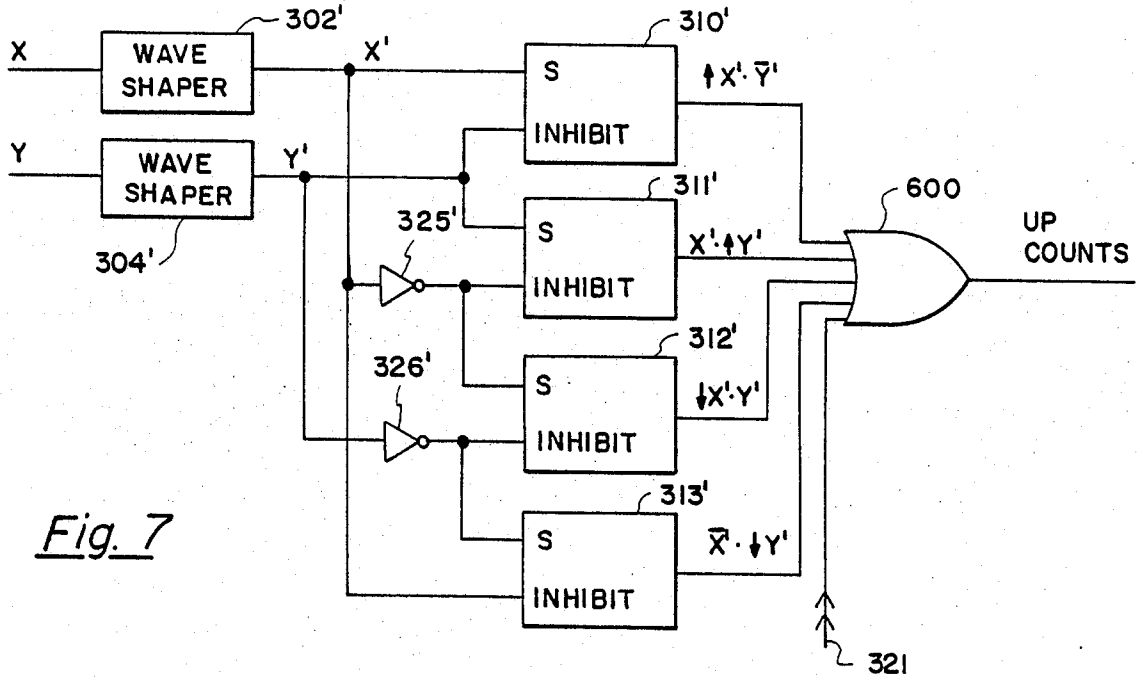 302'
310'
X
WAVE
SHAPER
X'
S
INHIBIT
↑X'·Y̅'
Y
WAVE
SHAPER
304'
Y'
311'
S
INHIBIT
X'·↑Y'
325'
600
UP
COUNTS
312'
S
INHIBIT
↓X'·Y'
326'
313'
S
INHIBIT
X̅'·↓Y'
321
Fig. 7